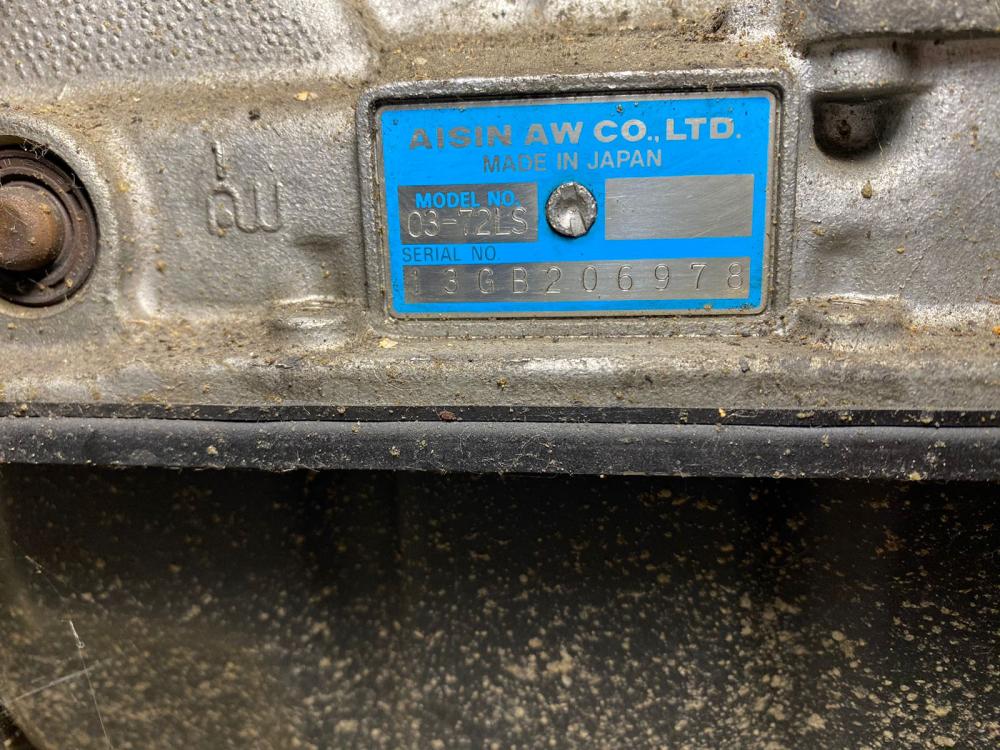 AISIN AW CO., LTD.
MADE IN JAPAN
MODEL NO.
03-72LS
SERIAL NO.
13GB206978